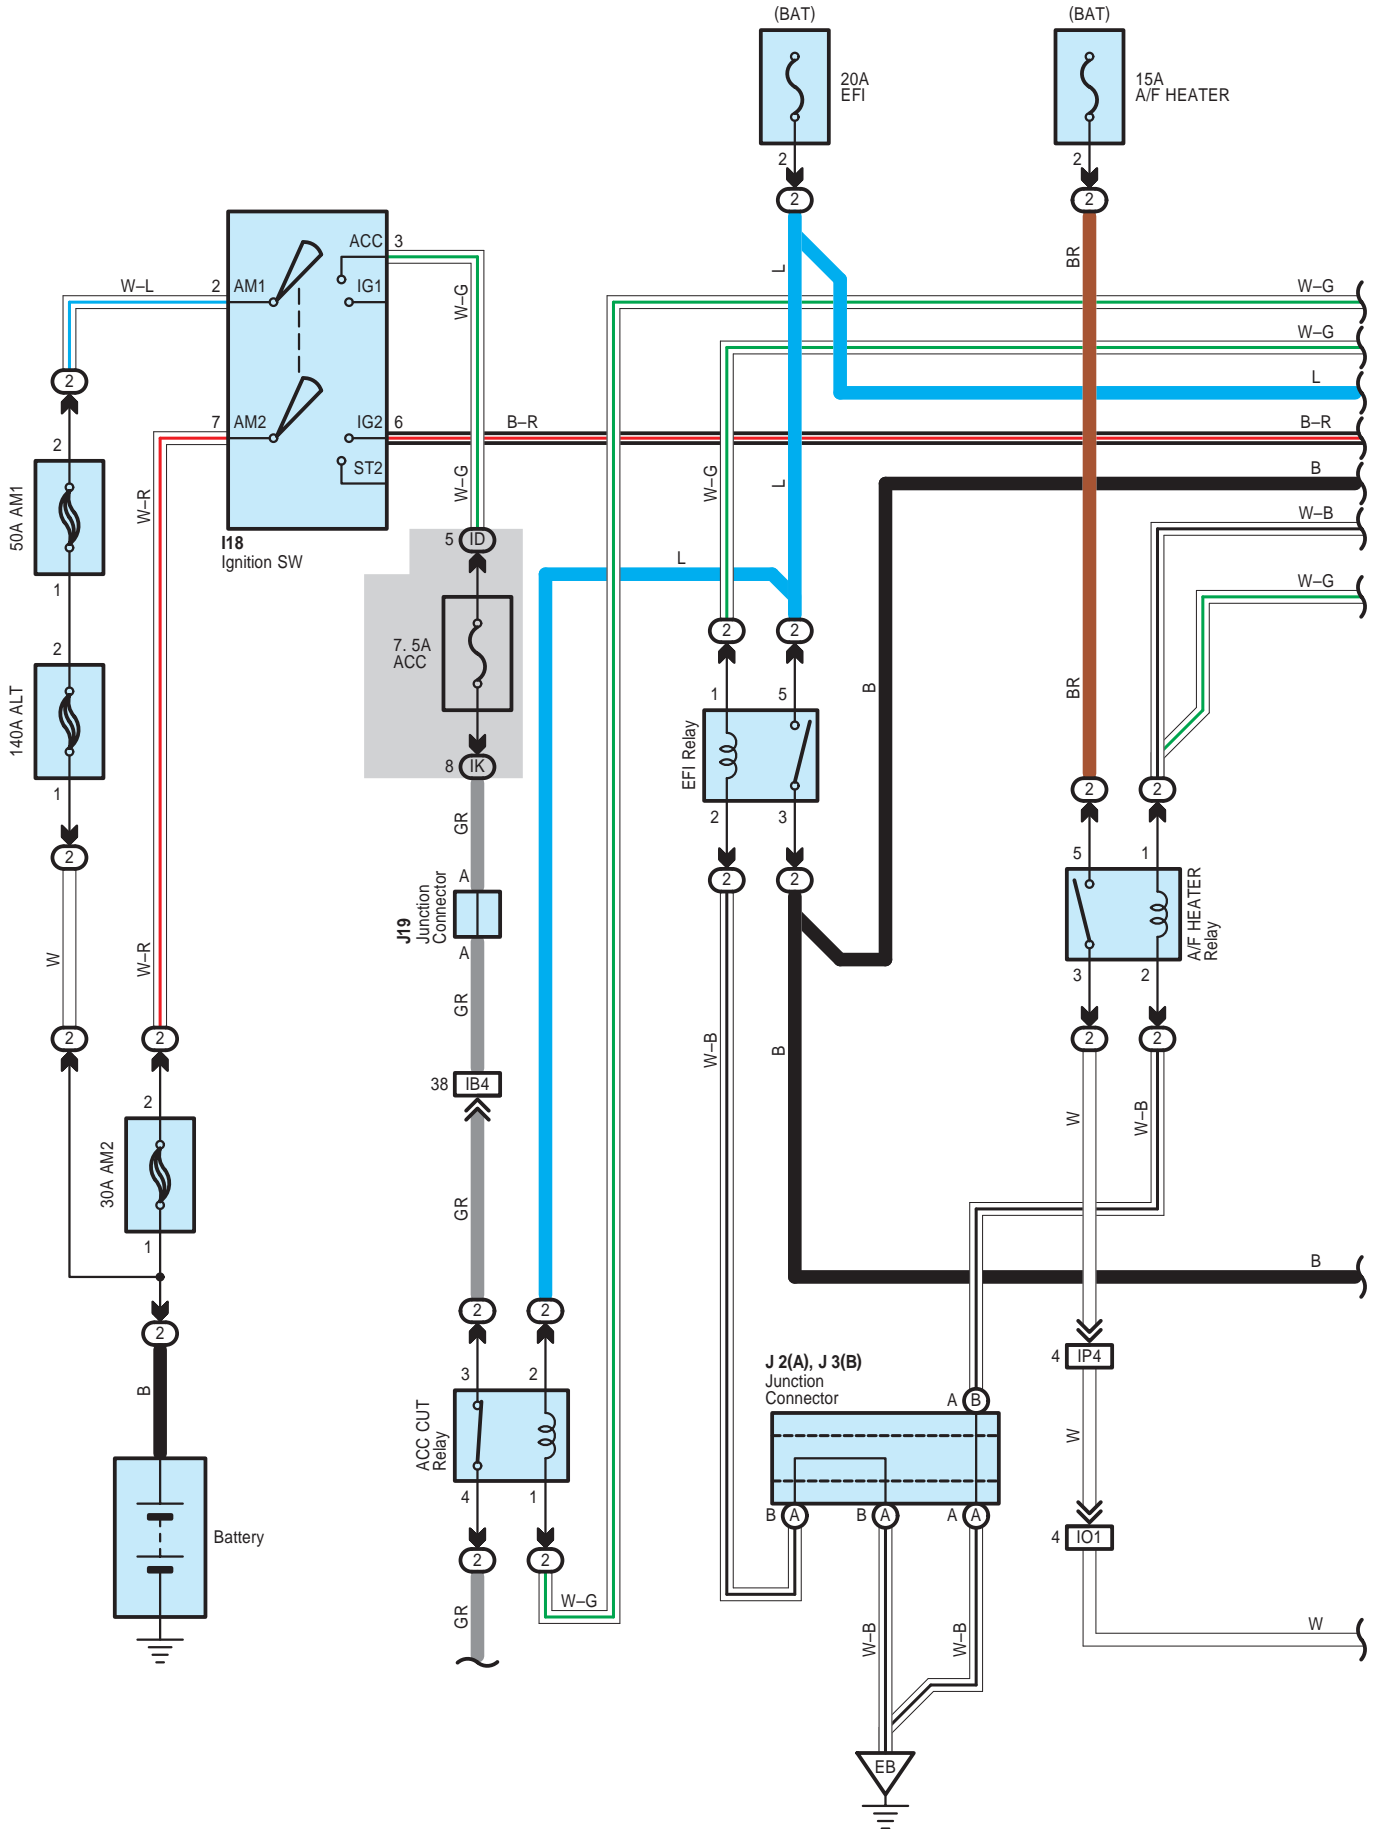 (BAT)
(BAT)
20A
EFI
15A
A/F HEATER
2
2
2
2
ACC
3
W–L
2
AM1
IG1
W–G
L
BR
W–G
W–G
L
2
7
AM2
IG2
6
B–R
B–R
ST2
2
50A AM1
W–R
W–G
W–G
L
B
W–B
I18
Ignition SW
5
ID
1
L
W–G
2
2
2
7. 5A
ACC
140A ALT
1
5
B
BR
EFI Relay
8
IK
1
2
2
2
3
2
GR
5
1
A
2
2
J19
Junction
Connector
A/F HEATER
Relay
A
W
W–R
3
2
GR
2
2
W–B
B
2
2
38
IB4
2
W
W–B
30A AM2
GR
1
B
2
2
2
3
2
J 2(A), J 3(B)
Junction
Connector
4
IP4
B
A
B
ACC CUT
Relay
W
4
1
B
A
B
A
A
A
Battery
4
IO1
2
2
W–G
GR
W–B
W–B
W
EB